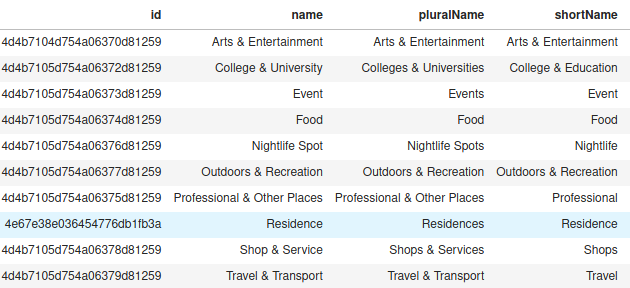 id name pluralName shortName
4d4b7104d754a06370d81259 Arts & Entertainment Arts & Entertainment Arts & Entertainment
4d4b7105d754a06372d81259 College & University Colleges & Universities College & Education
4d4b7105d754a06373d81259 Event Events Event
4d4b7105d754a06374d81259 Food Food Food
4d4b7105d754a06376d81259 Nightlife Spot Nightlife Spots Nightlife
4d4b7105d754a06377d81259 Outdoors & Recreation Outdoors & Recreation Outdoors & Recreation
4d4b7105d754a06375d81259 Professional & Other Places Professional & Other Places Professional
4e67e38e036454776db1fb3a Residence Residences Residence
4d4b7105d754a06378d81259 Shop & Service Shops & Services Shops
4d4b7105d754a06379d81259 Travel & Transport Travel & Transport Travel